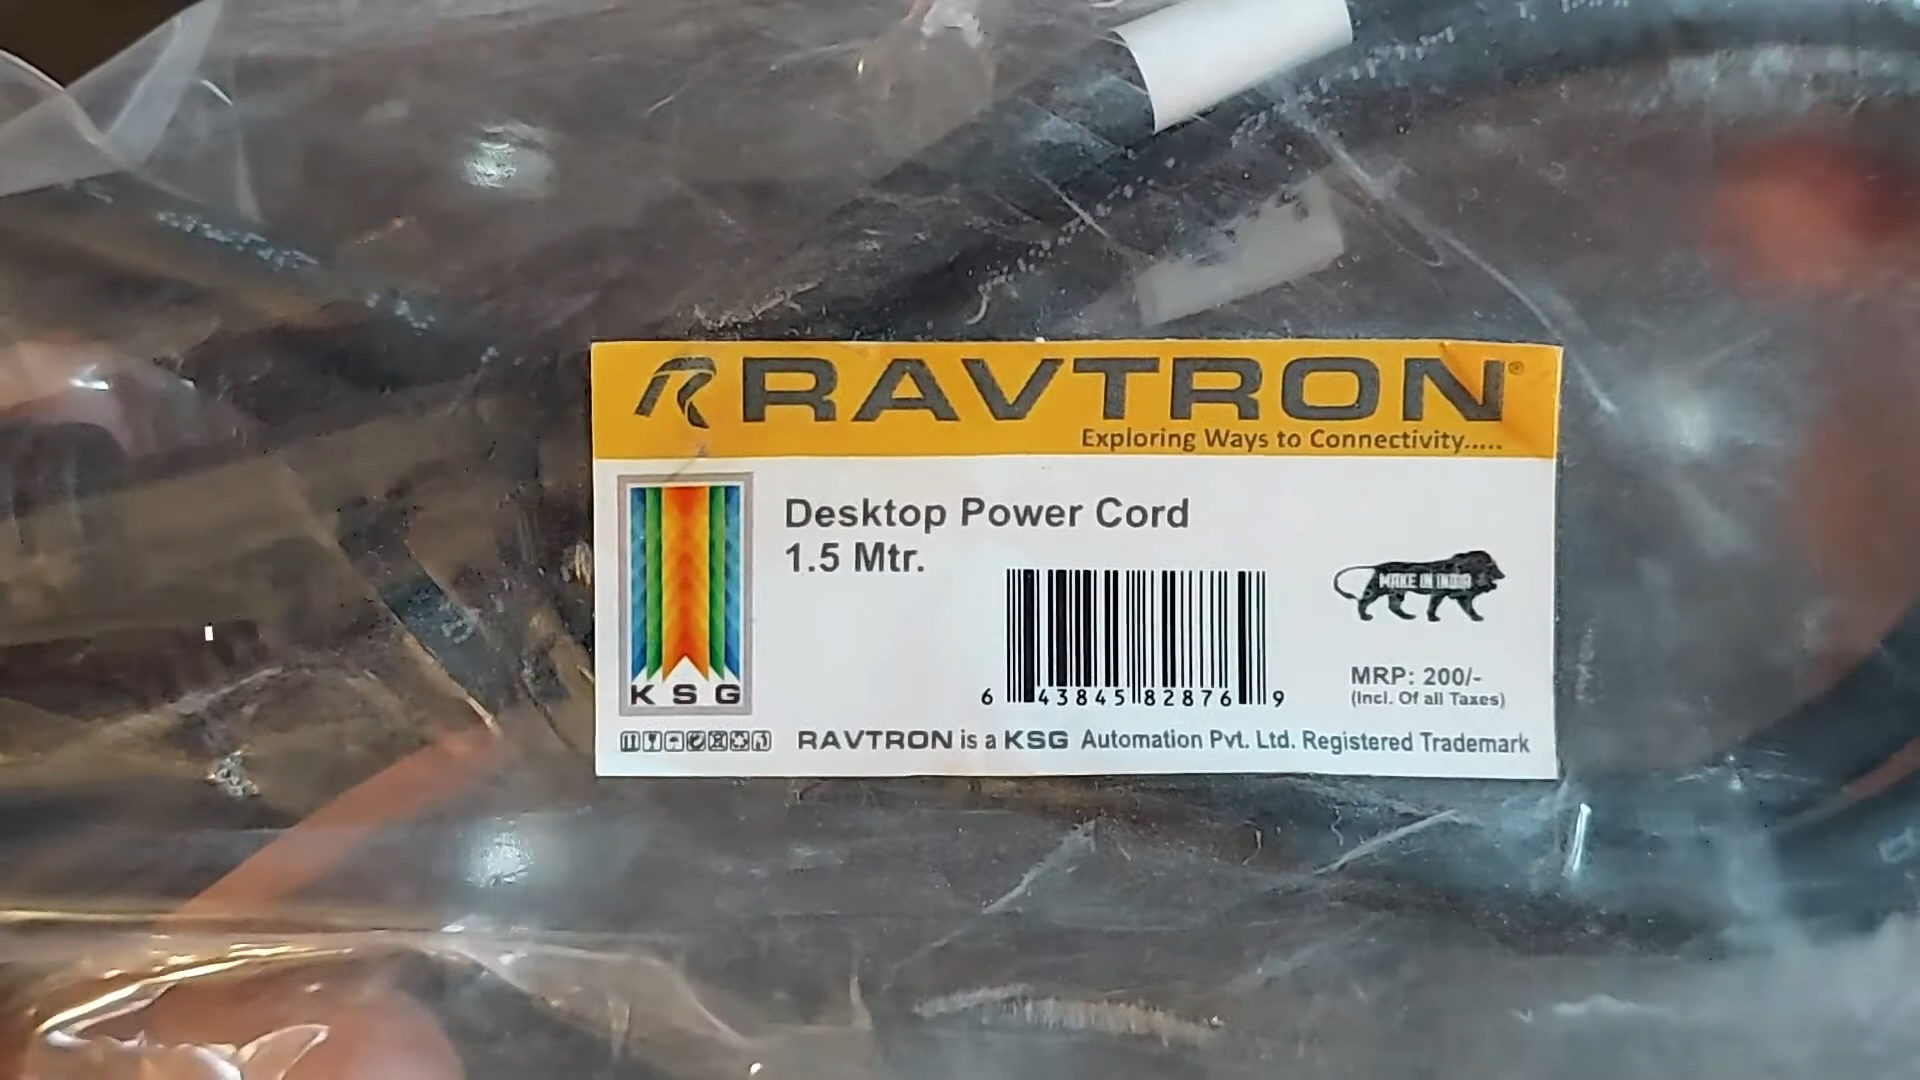 RAVTRON®
Exploring Ways to Connectivity.....
Desktop Power Cord
1.5 Mtr.
MAKE IN INDIA
6 43845 82876 9
MRP: 200/-
(Incl. Of all Taxes)
KSG
RAVTRON is a KSG Automation Pvt. Ltd. Registered Trademark